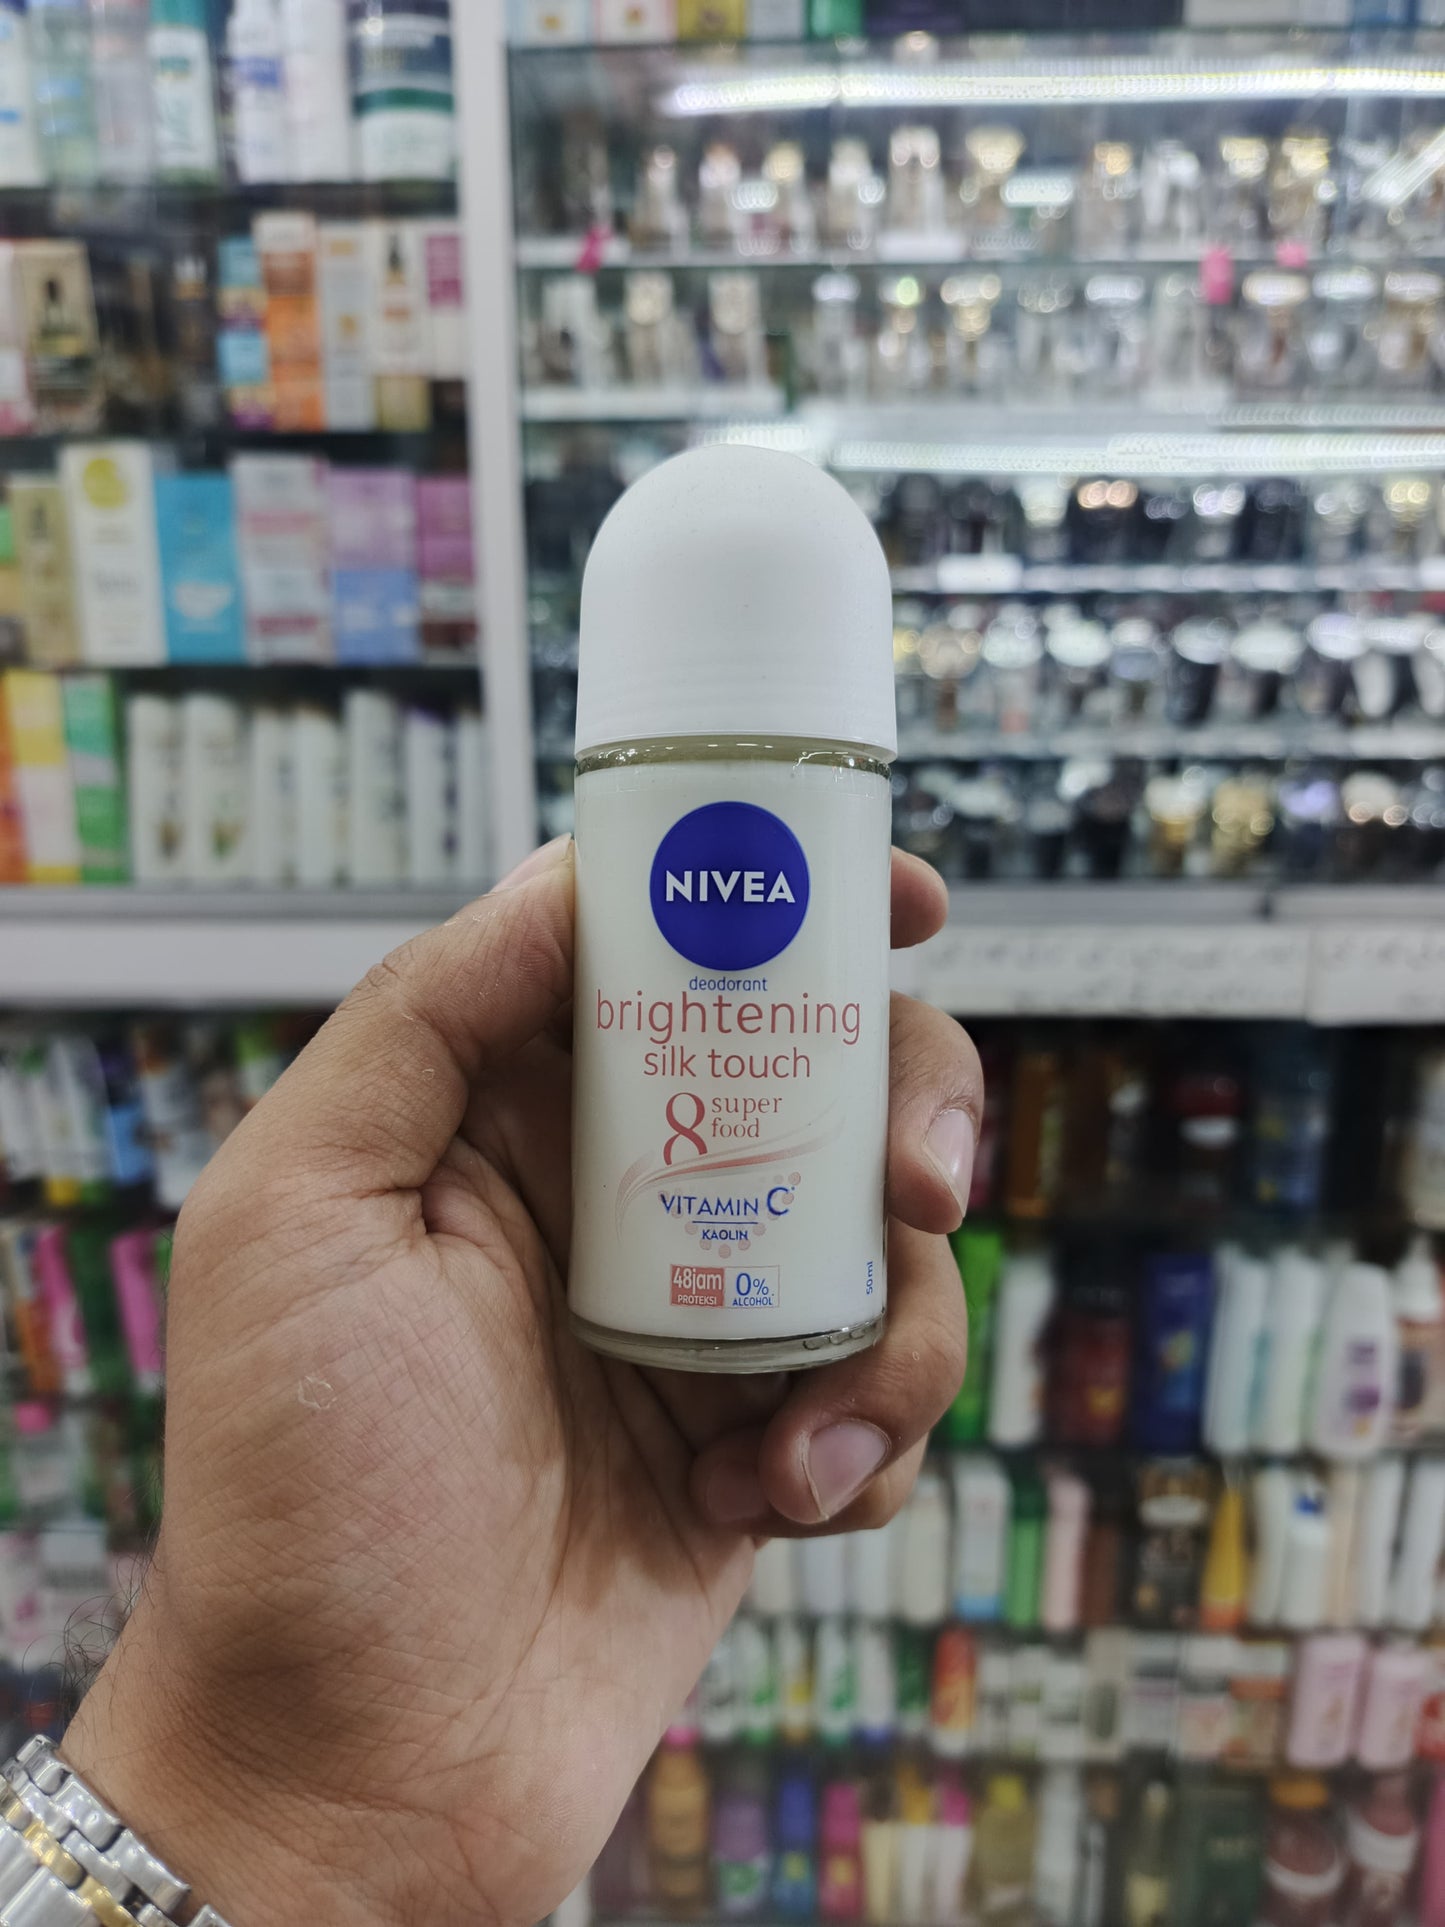 NIVEA
deodorant
brightening
silk touch
8 super
food
VITAMIN C*
KAOLIN
48jam
PROTEKSI
0%
ALCOHOL
50ml